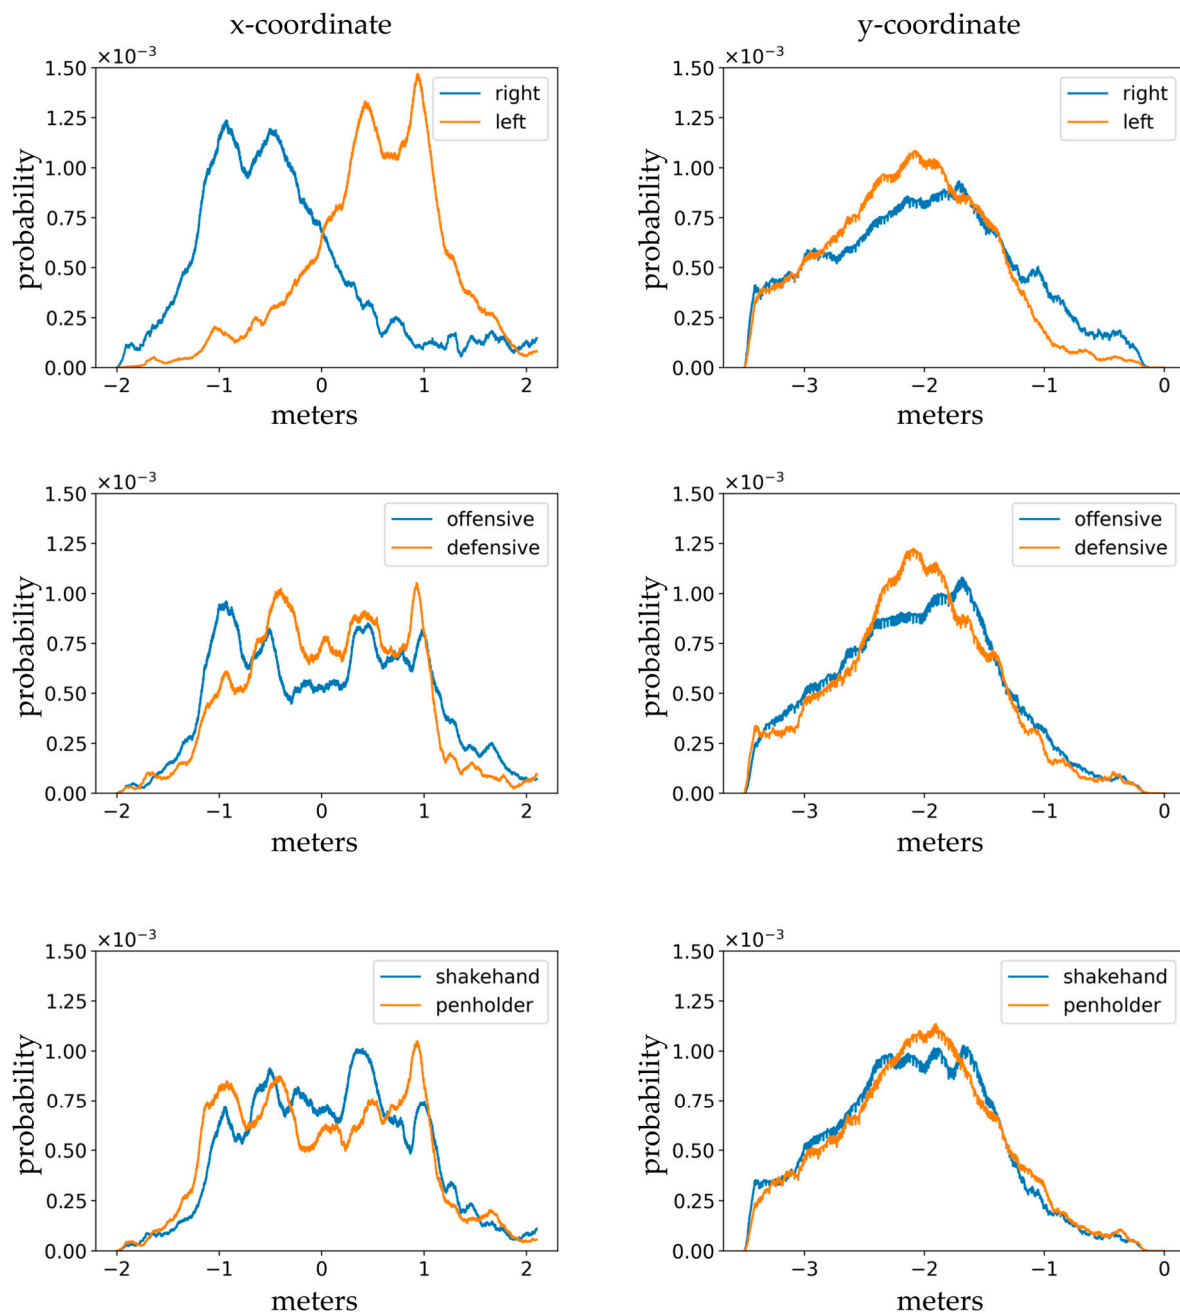 x-coordinate
y-coordinate
×10⁻³
1.50
1.25
1.00
0.75
0.50
0.25
0.00
probability
right
left
−2 −1 0 1 2
meters
×10⁻³
1.50
1.25
1.00
0.75
0.50
0.25
0.00
probability
right
left
−3 −2 −1 0
meters
×10⁻³
1.50
1.25
1.00
0.75
0.50
0.25
0.00
probability
offensive
defensive
−2 −1 0 1 2
meters
×10⁻³
1.50
1.25
1.00
0.75
0.50
0.25
0.00
probability
offensive
defensive
−3 −2 −1 0
meters
×10⁻³
1.50
1.25
1.00
0.75
0.50
0.25
0.00
probability
shakehand
penholder
−2 −1 0 1 2
meters
×10⁻³
1.50
1.25
1.00
0.75
0.50
0.25
0.00
probability
shakehand
penholder
−3 −2 −1 0
meters